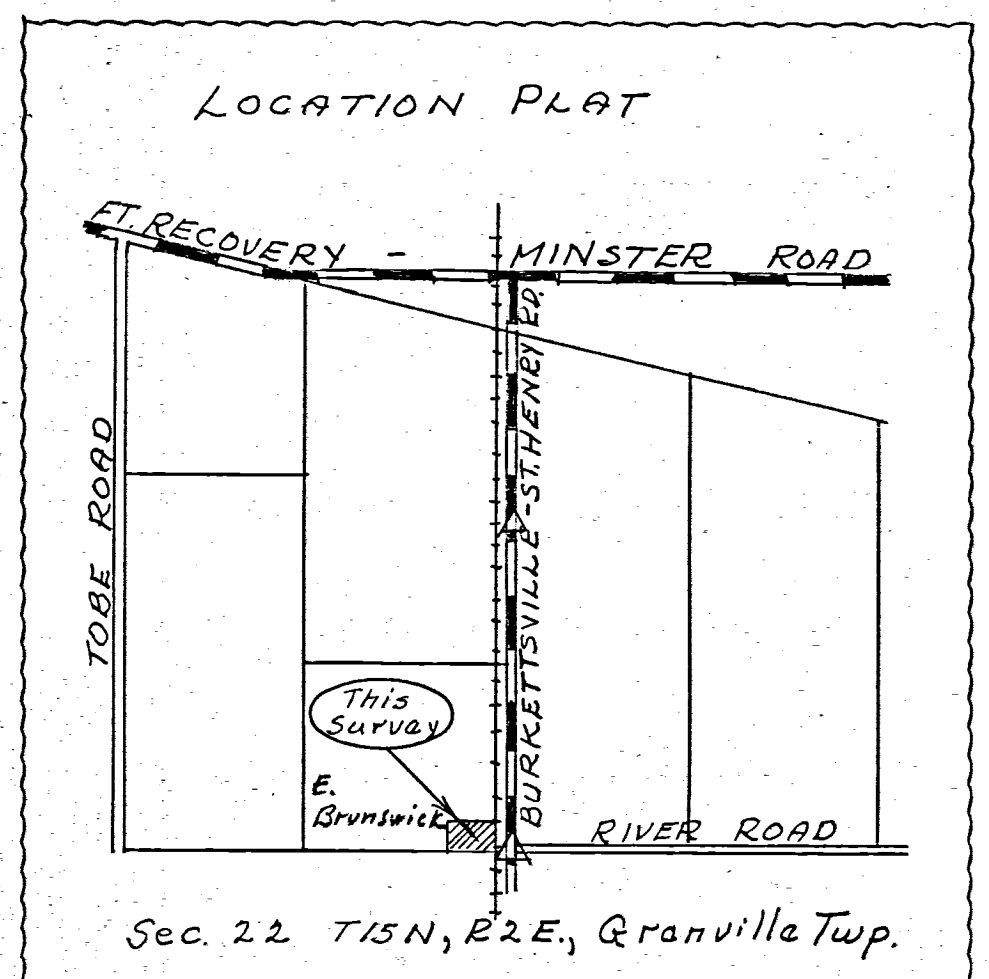 LOCATION PLAT
FT. RECOVERY - MINSTER ROAD
TOBE ROAD
BURKETTSVILLE-ST.HENRY RD.
This
Survey
E.
Brunswick
RIVER ROAD
Sec. 22 T15N, R2E., Granville Twp.